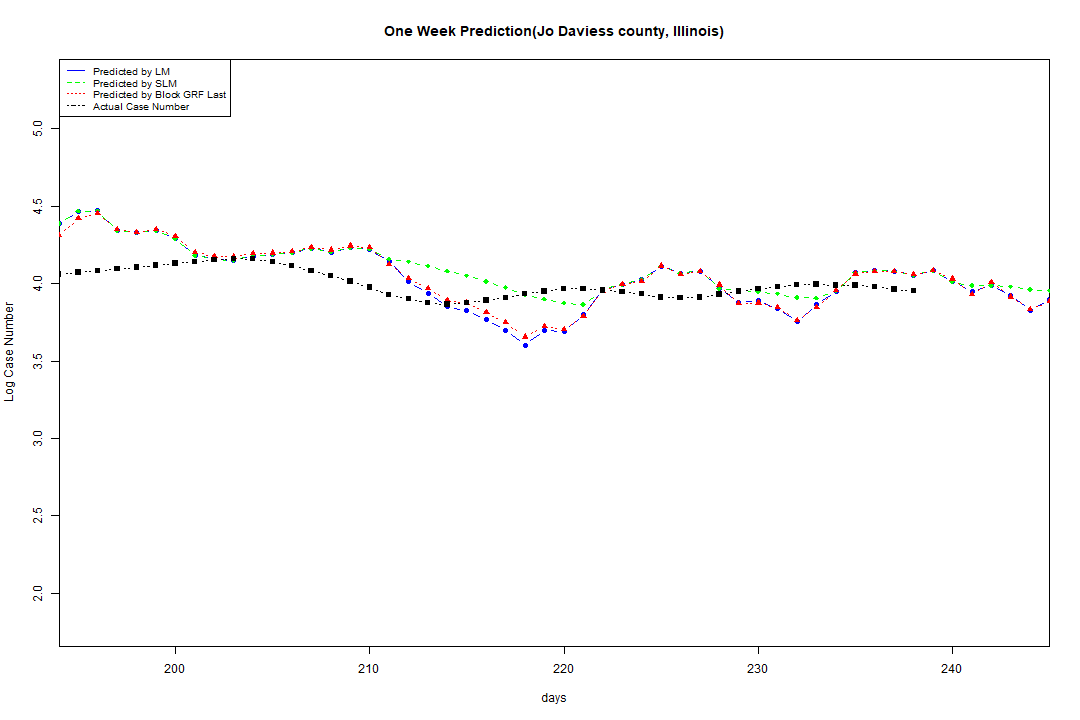 One Week Prediction(Jo Daviess county, Illinois)
Predicted by LM
Predicted by SLM
Predicted by Block GRF Last
Actual Case Number
5.0
4.5
4.0
3.5
3.0
2.5
2.0
Log Case Number
200 210 220 230 240
days